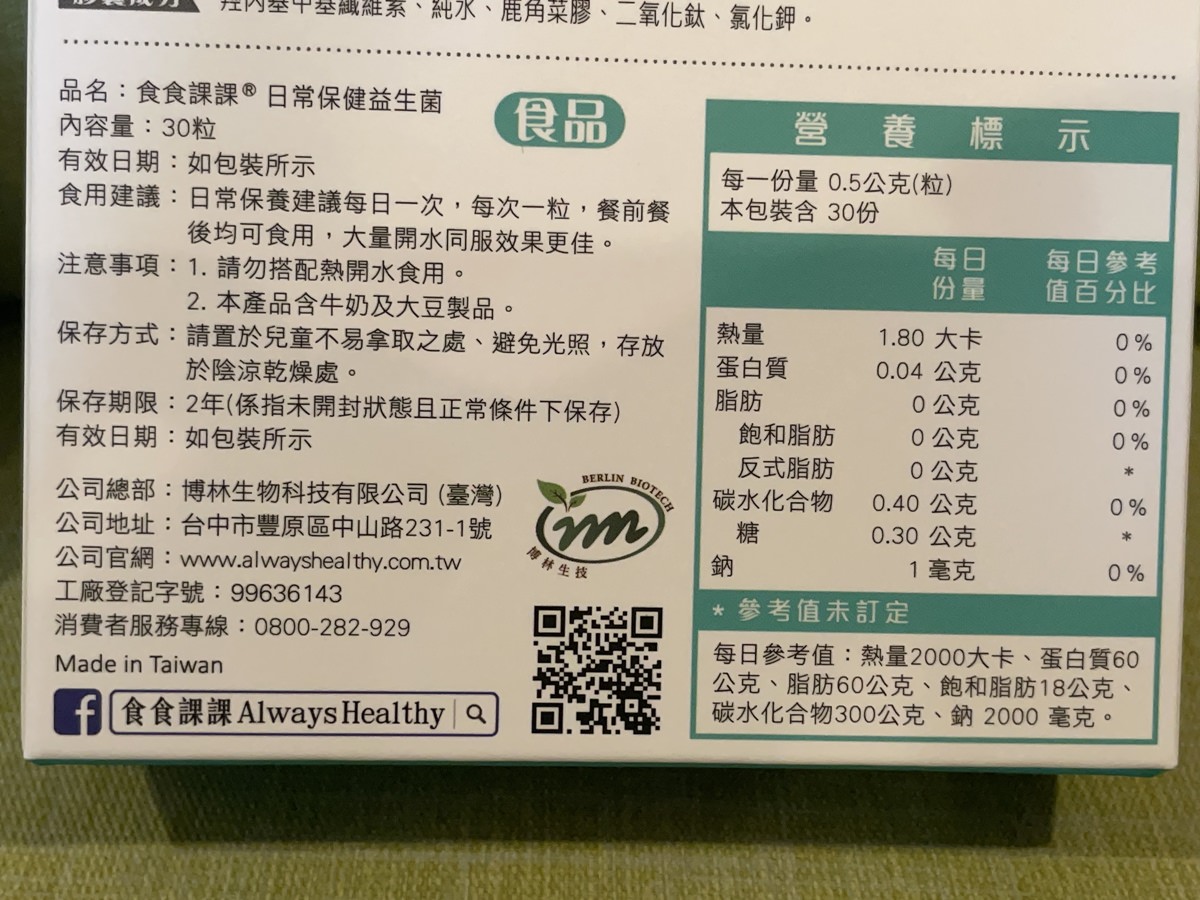 膠囊成分 羥丙基甲基纖維素、純水、鹿角菜膠、二氧化鈦、氯化鉀。
品名：食食課課® 日常保健益生菌
食品
內容量：30粒
有效日期：如包裝所示
食用建議：日常保養建議每日一次，每次一粒，餐前餐
後均可食用，大量開水同服效果更佳。
注意事項：1. 請勿搭配熱開水食用。
2. 本產品含牛奶及大豆製品。
保存方式：請置於兒童不易拿取之處、避免光照，存放
於陰涼乾燥處。
保存期限：2年(係指未開封狀態且正常條件下保存)
有效日期：如包裝所示
公司總部：博林生物科技有限公司 (臺灣)
公司地址：台中市豐原區中山路231-1號
公司官網：www.alwayshealthy.com.tw
工廠登記字號：99636143
消費者服務專線：0800-282-929
Made in Taiwan
f 食食課課 Always Healthy
BERLIN BIOTECH
博林生技
營養標示
每一份量 0.5公克(粒)
本包裝含 30份
每日份量 每日參考值百分比
熱量 1.80 大卡 0%
蛋白質 0.04 公克 0%
脂肪 0 公克 0%
飽和脂肪 0 公克 0%
反式脂肪 0 公克 *
碳水化合物 0.40 公克 0%
糖 0.30 公克 *
鈉 1 毫克 0%
* 參考值未訂定
每日參考值：熱量2000大卡、蛋白質60
公克、脂肪60公克、飽和脂肪18公克、
碳水化合物300公克、鈉 2000 毫克。